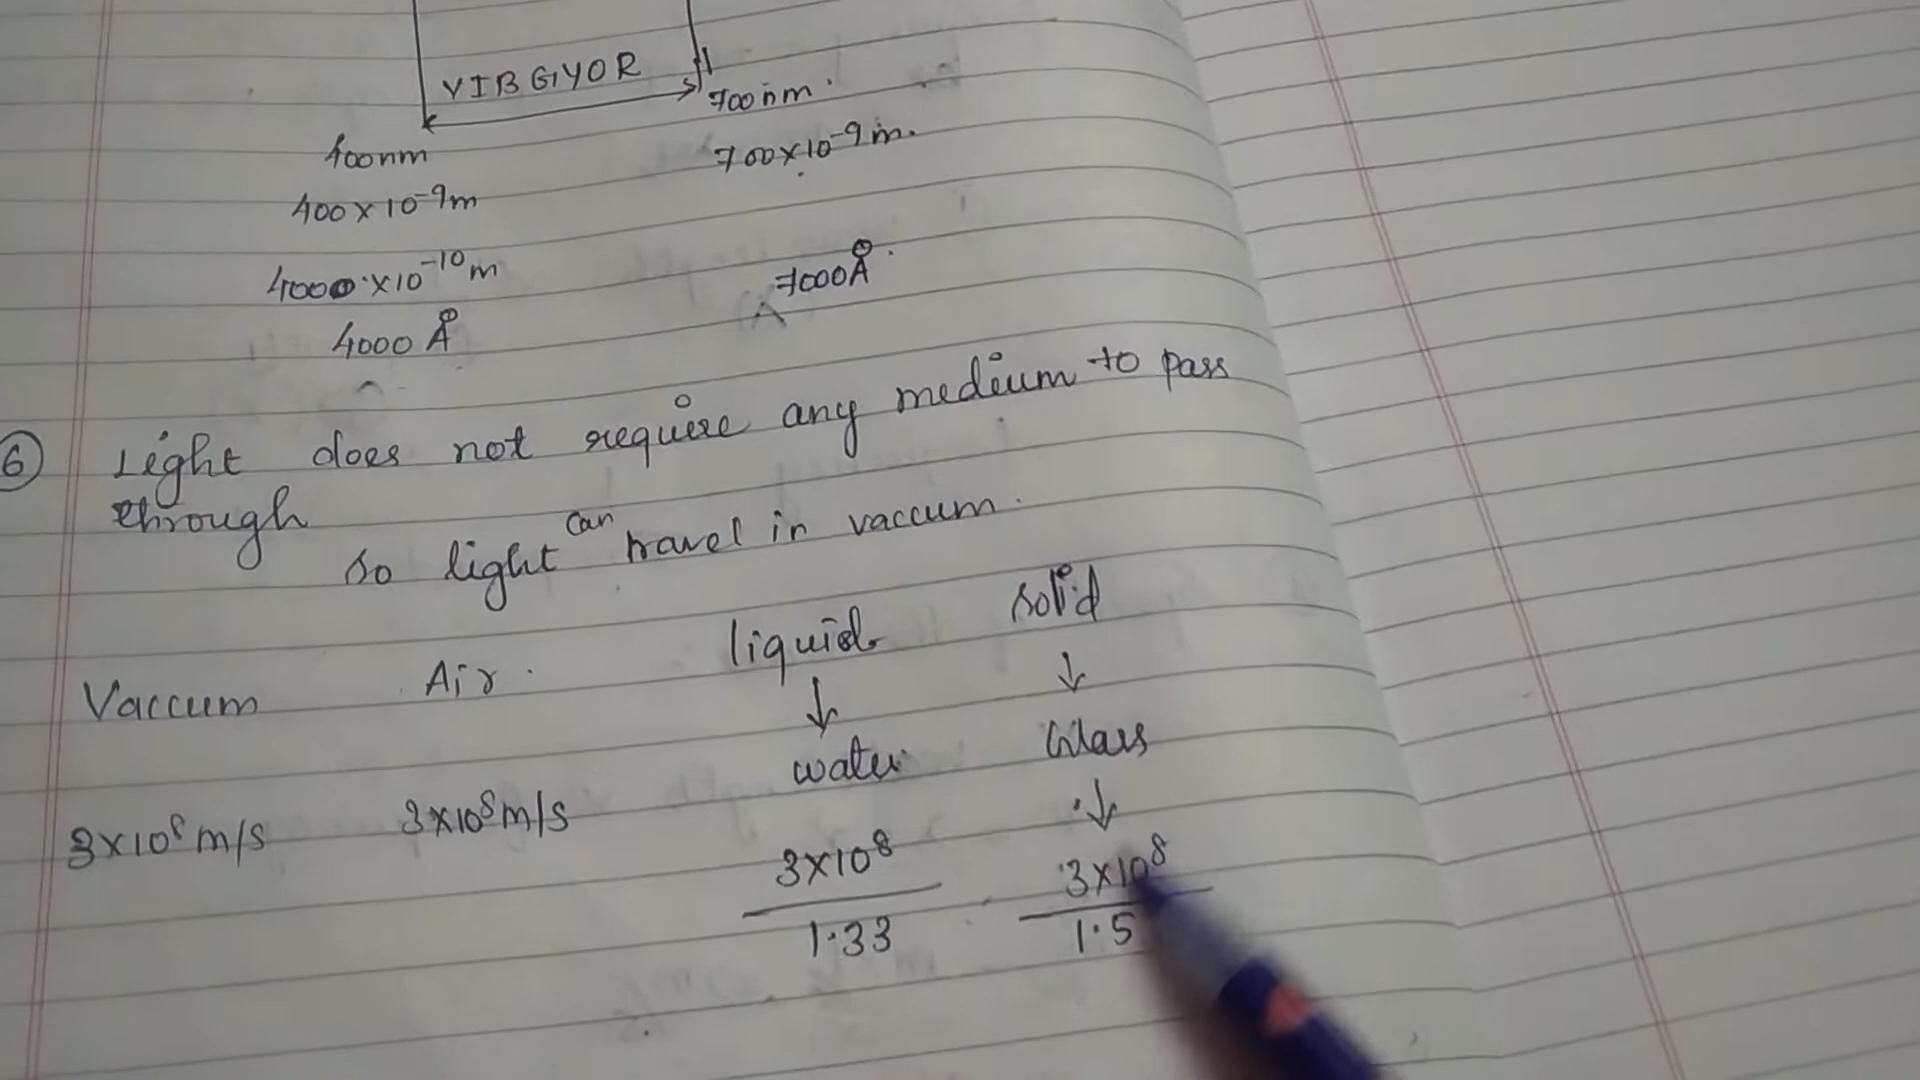 VIBGYOR
400nm
700nm.
400×10⁻⁹m
700×10⁻⁹m.
4000×10⁻¹⁰m
7000Å
4000 Å
⑥ Light does not require any medium to pass
through
so light can travel in vaccum.
Vaccum Air liquid solid
↓ ↓
water Glass
↓
3×10⁸m/s 3×10⁸m/s 3×10⁸/1.33 3×10⁸/1.5